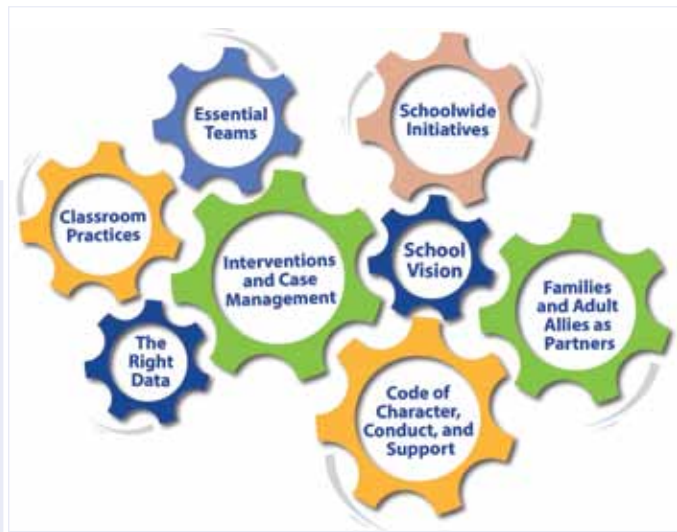 Essential
Teams
Schoolwide
Initiatives
Classroom
Practices
Interventions
and Case
Management
School
Vision
Families
and Adult
Allies as
Partners
The
Right
Data
Code of
Character,
Conduct, and
Support